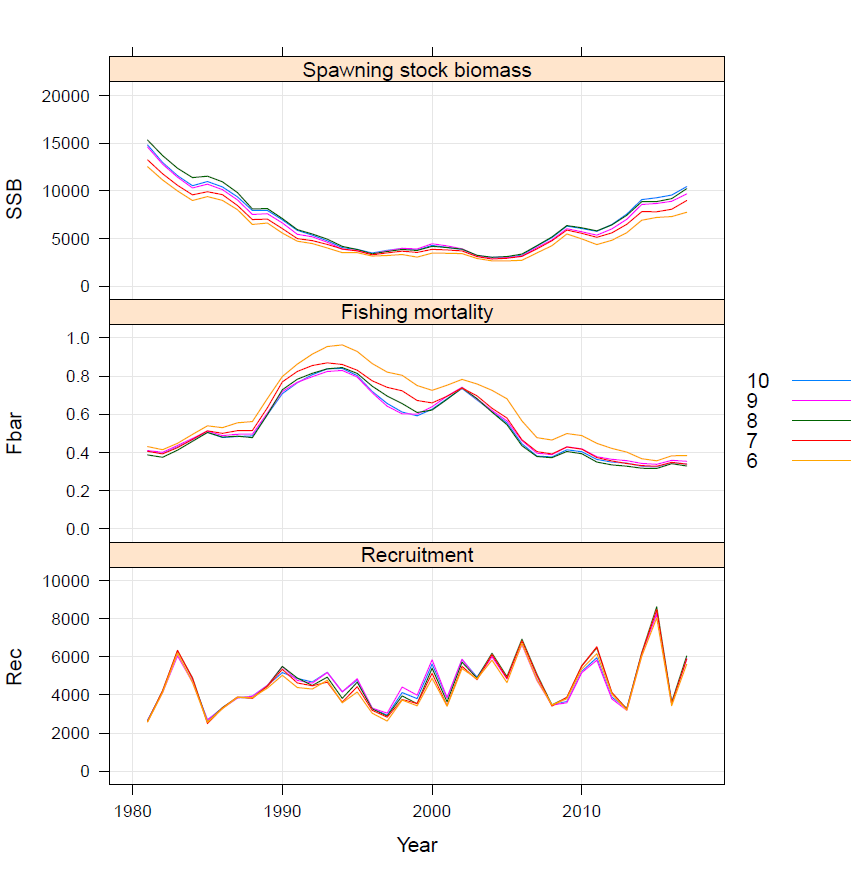 Spawning stock biomass
20000
15000
10000
5000
0
SSB
Fishing mortality
1.0
0.8
0.6
0.4
0.2
0.0
Fbar
10
9
8
7
6
Recruitment
10000
8000
6000
4000
2000
0
Rec
1980 1990 2000 2010
Year